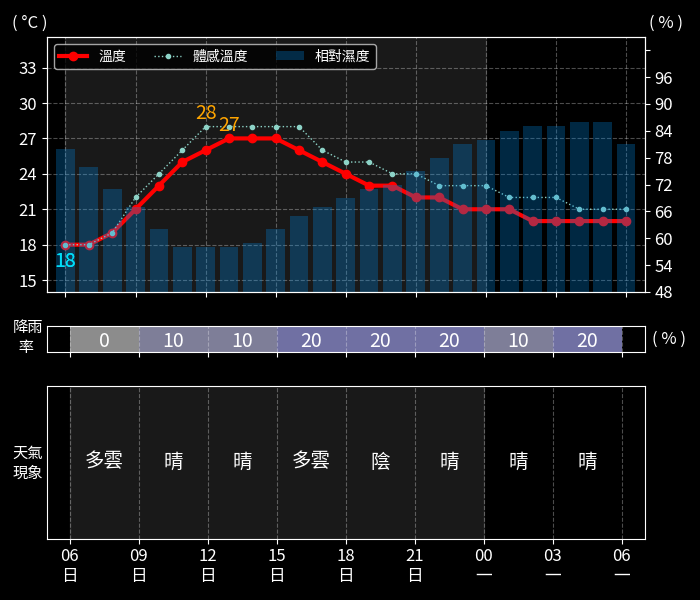 ( °C )
( % )
溫度
體感溫度
相對濕度
33
30
27
24
21
18
15
96
90
84
78
72
66
60
54
48
28
27
18
降雨
率
0 10 10 20 20 20 10 20
( % )
天氣
現象
多雲 晴 晴 多雲 陰 晴 晴 晴
06 09 12 15 18 21 00 03 06
日 日 日 日 日 日 一 一 一